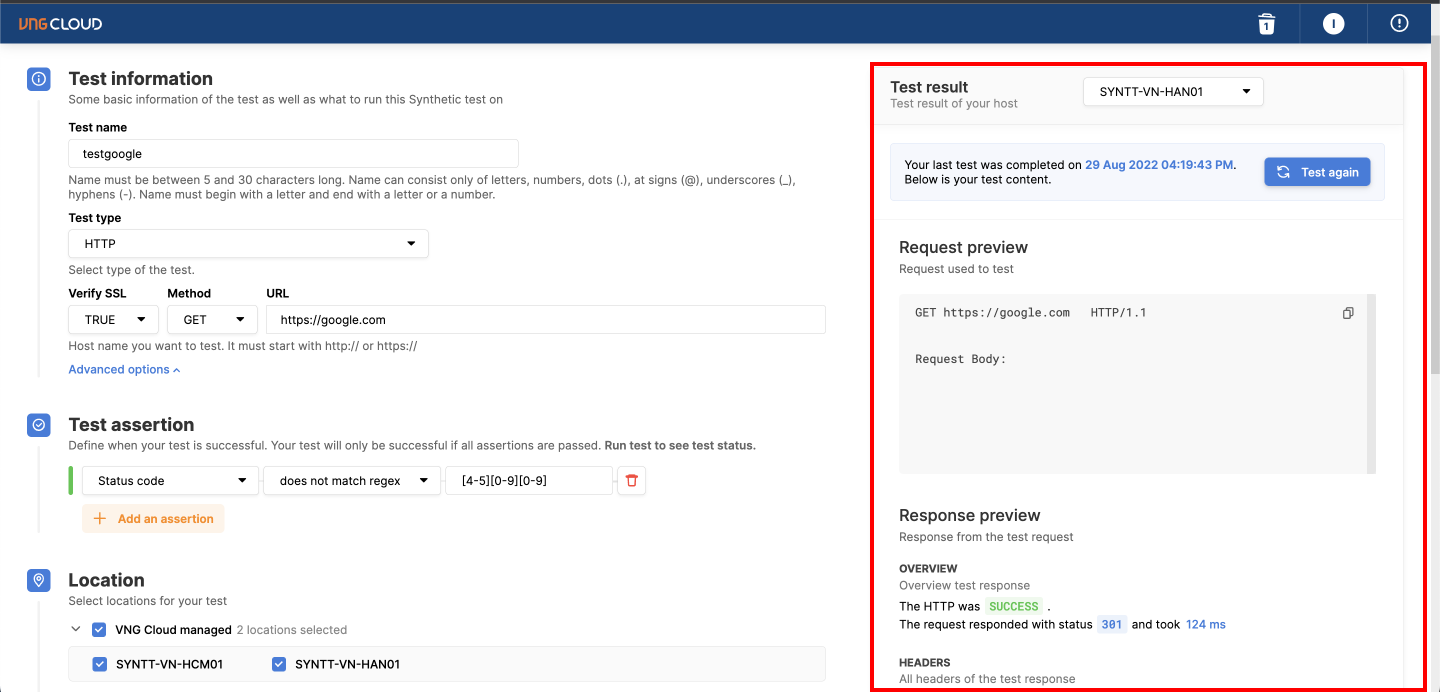 VNG CLOUD
1
I
Test information
Some basic information of the test as well as what to run this Synthetic test on
Test name
testgoogle
Name must be between 5 and 30 characters long. Name can consist only of letters, numbers, dots (.), at signs (@), underscores (_),
hyphens (-). Name must begin with a letter and end with a letter or a number.
Test type
HTTP
Select type of the test.
Verify SSL Method URL
TRUE GET https://google.com
Host name you want to test. It must start with http:// or https://
Advanced options
Test assertion
Define when your test is successful. Your test will only be successful if all assertions are passed. Run test to see test status.
Status code does not match regex [4-5][0-9][0-9]
Add an assertion
Location
Select locations for your test
VNG Cloud managed 2 locations selected
SYNTT-VN-HCM01 SYNTT-VN-HAN01
Test result
Test result of your host
SYNTT-VN-HAN01
Your last test was completed on 29 Aug 2022 04:19:43 PM.
Below is your test content.
Test again
Request preview
Request used to test
GET https://google.com HTTP/1.1
Request Body:
Response preview
Response from the test request
OVERVIEW
Overview test response
The HTTP was SUCCESS .
The request responded with status 301 and took 124 ms
HEADERS
All headers of the test response